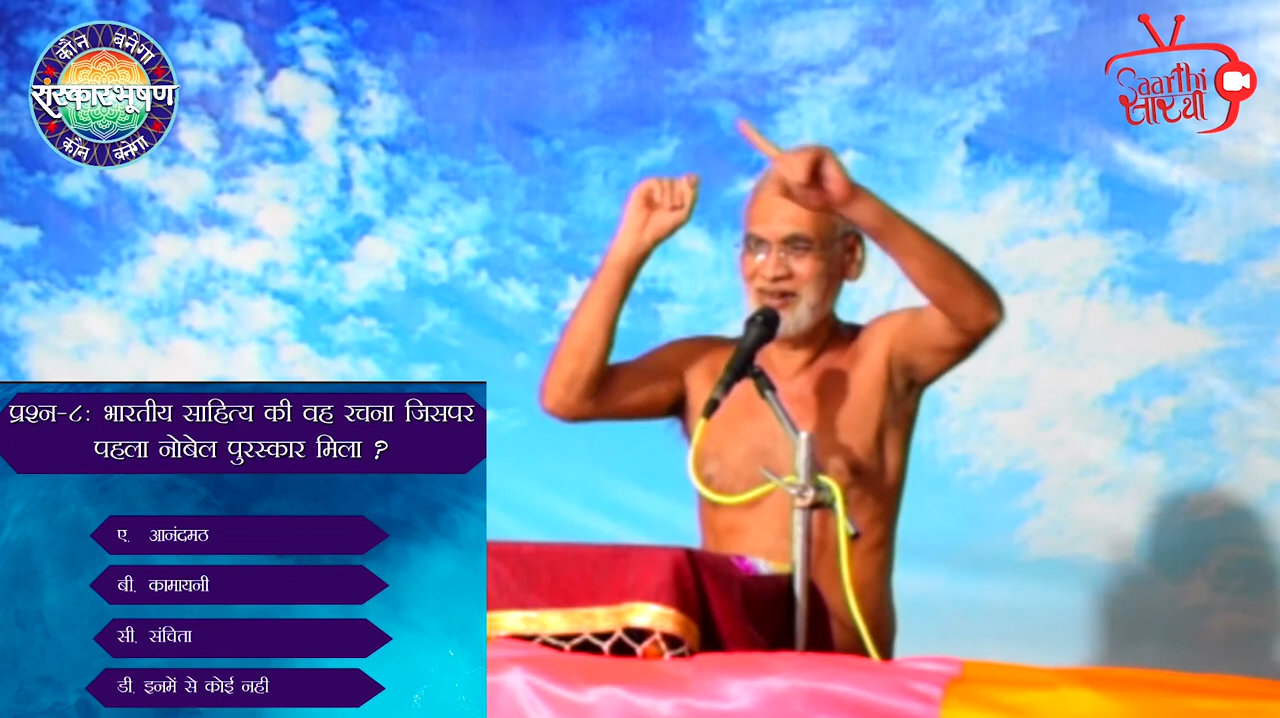 कौन बनेगा
संस्कारभूषण
कौन बनेगा
Saarthi
सारथी
प्रश्न-८: भारतीय साहित्य की वह रचना जिसपर
पहला नोबेल पुरस्कार मिला ?
ए. आनंदमठ
बी. कामायनी
सी. संचिता
डी. इनमें से कोई नही